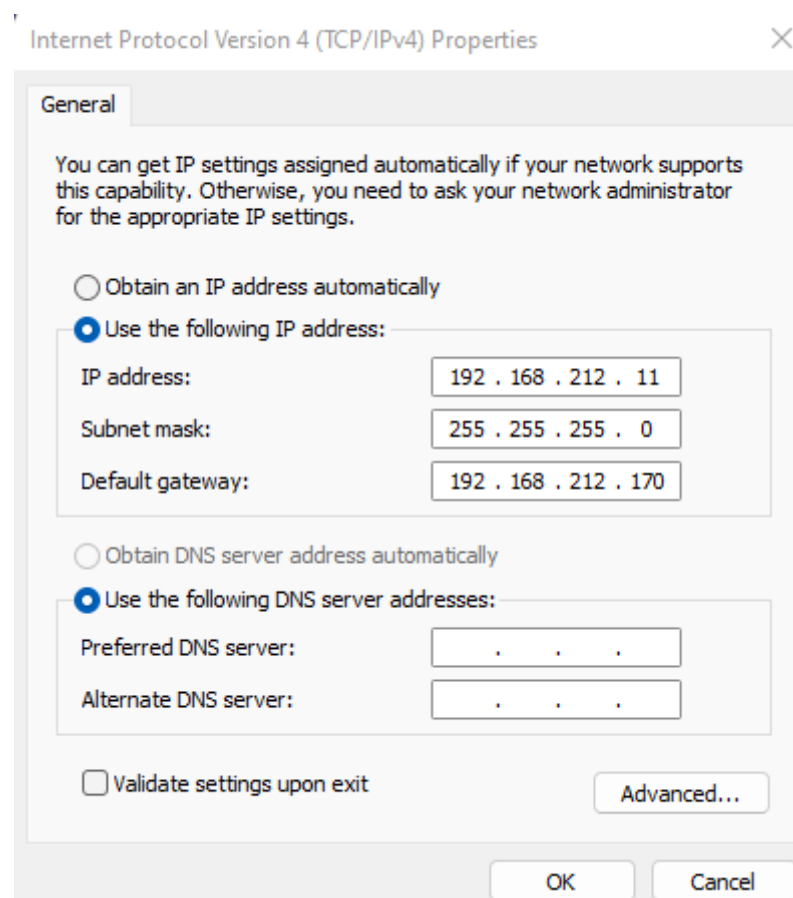 Internet Protocol Version 4 (TCP/IPv4) Properties
General
You can get IP settings assigned automatically if your network supports
this capability. Otherwise, you need to ask your network administrator
for the appropriate IP settings.
Obtain an IP address automatically
Use the following IP address:
IP address: 192 . 168 . 212 . 11
Subnet mask: 255 . 255 . 255 . 0
Default gateway: 192 . 168 . 212 . 170
Obtain DNS server address automatically
Use the following DNS server addresses:
Preferred DNS server: . . .
Alternate DNS server: . . .
Validate settings upon exit
Advanced...
OK Cancel